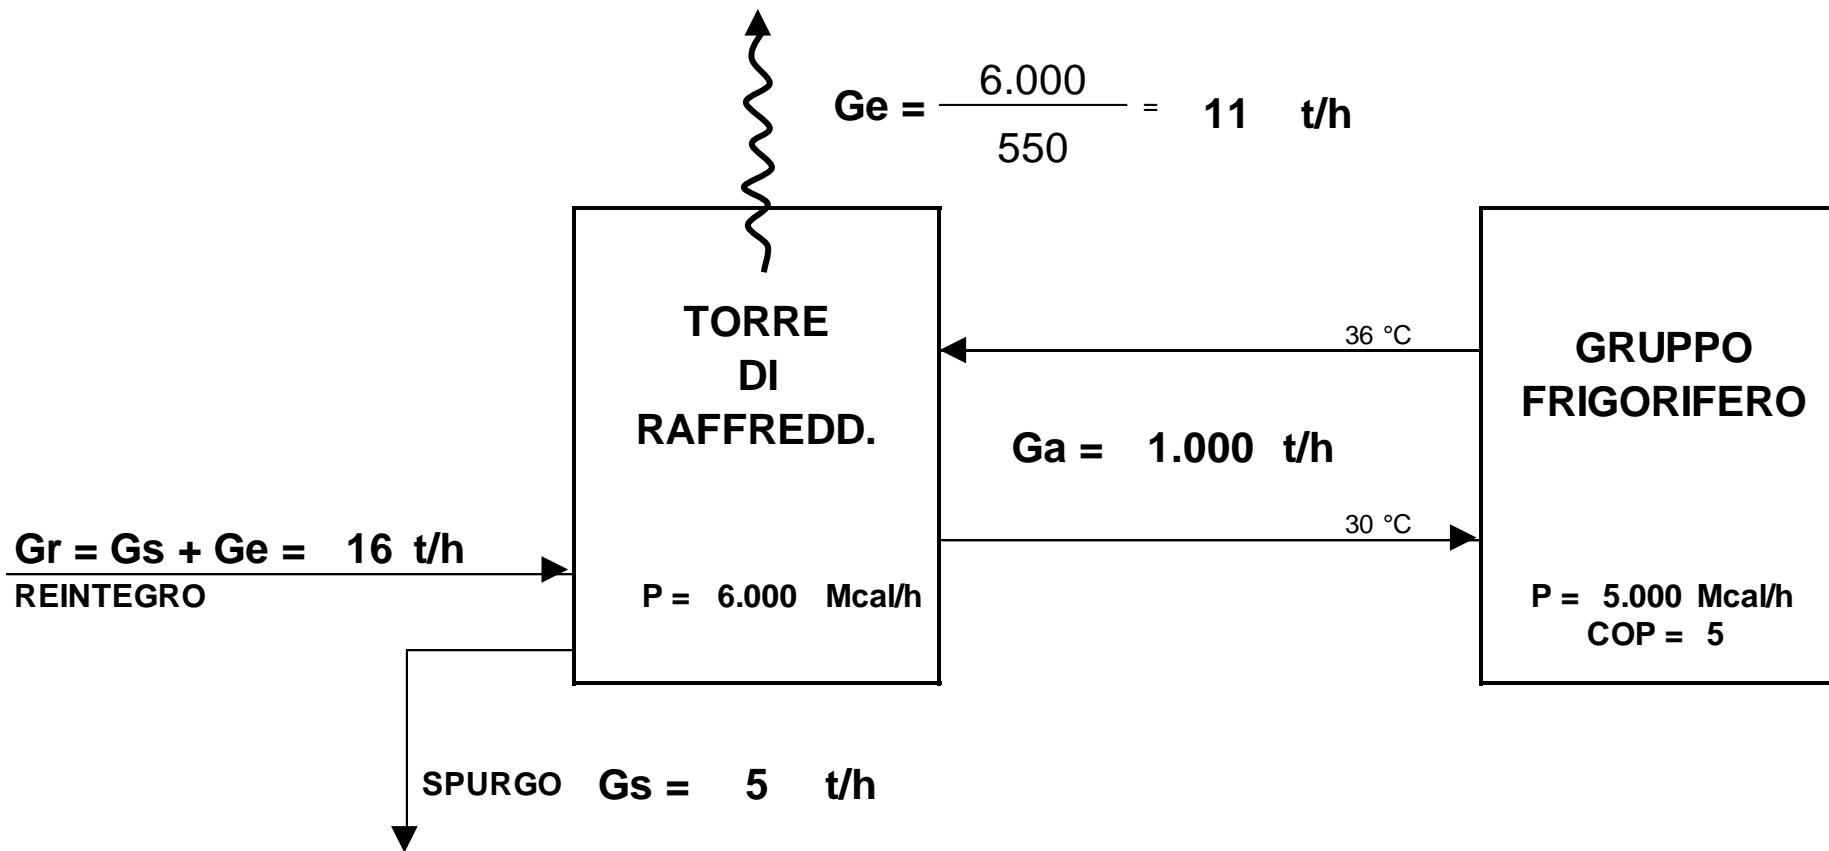 6.000
Ge = = 11 t/h
550
TORRE
DI
RAFFREDD.
36 °C
GRUPPO
FRIGORIFERO
Ga = 1.000 t/h
30 °C
Gr = Gs + Ge = 16 t/h
REINTEGRO
P = 6.000 Mcal/h
P = 5.000 Mcal/h
COP = 5
SPURGO Gs = 5 t/h